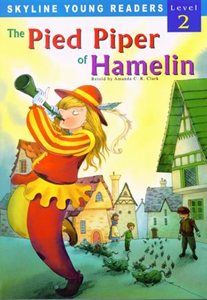 SKYLINE YOUNG READERS Level 2
The Pied Piper
of Hamelin
Retold by Amanda C. R. Clark